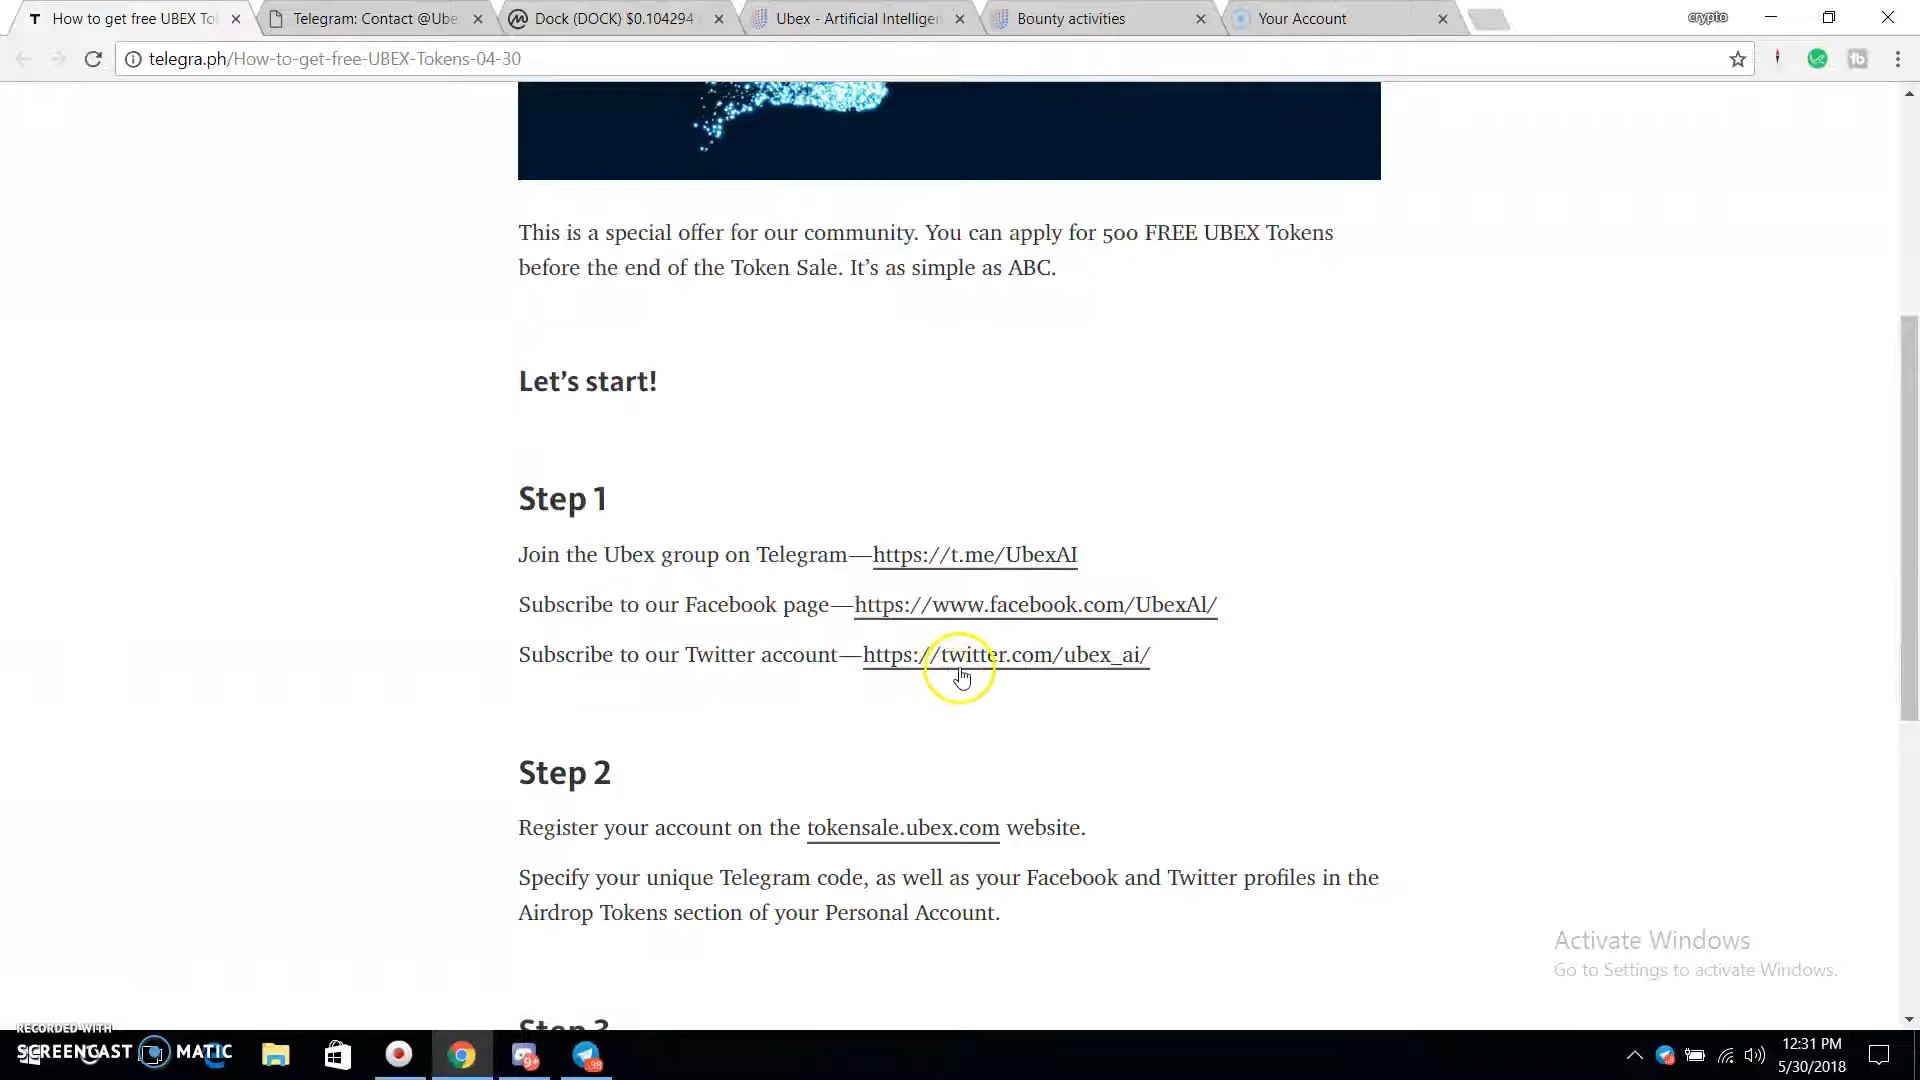 How to get free UBEX To
Telegram: Contact @Ube
Dock (DOCK) $0.104294
Ubex - Artificial Intelligen
Bounty activities
Your Account
crypto
telegra.ph/How-to-get-free-UBEX-Tokens-04-30
This is a special offer for our community. You can apply for 500 FREE UBEX Tokens
before the end of the Token Sale. It’s as simple as ABC.
Let’s start!
Step 1
Join the Ubex group on Telegram—https://t.me/UbexAI
Subscribe to our Facebook page—https://www.facebook.com/UbexAl/
Subscribe to our Twitter account—https://twitter.com/ubex_ai/
Step 2
Register your account on the tokensale.ubex.com website.
Specify your unique Telegram code, as well as your Facebook and Twitter profiles in the
Airdrop Tokens section of your Personal Account.
Activate Windows
Go to Settings to activate Windows.
Step 3
RECORDED WITH
SCREENCAST MATIC
9+
98
12:31 PM
5/30/2018